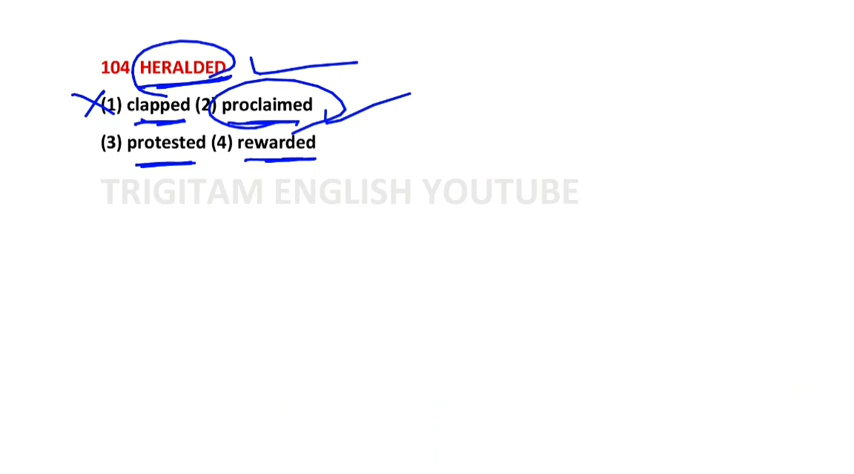 104 HERALDED
(1) clapped (2) proclaimed
(3) protested (4) rewarded
TRIGITAM ENGLISH YOUTUBE